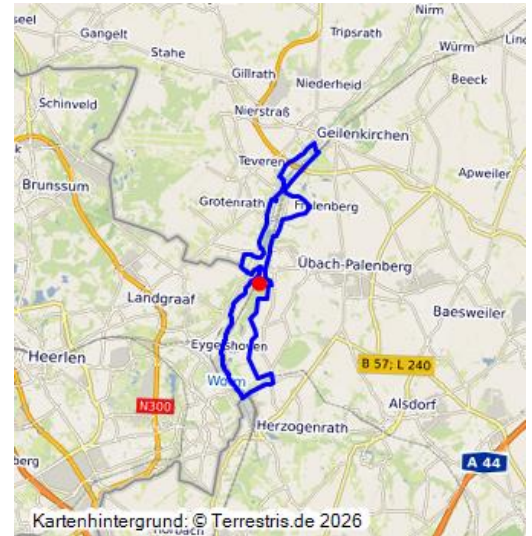 Nirm
Gangelt
Tripsrath
Stahe
Würm
Gillrath
Beeck
Niederheid
Schinveld
Nierstraß
Geilenkirchen
Teveren
Apweiler
Brunssum
Grotenrath
Übach-Palenberg
Landgraaf
Baesweiler
Eygelshoven
Heerlen
B 57; L 240
Worm
N300
Alsdorf
Herzogenrath
A 44
Kartenhintergrund: © Terrestris.de 2026